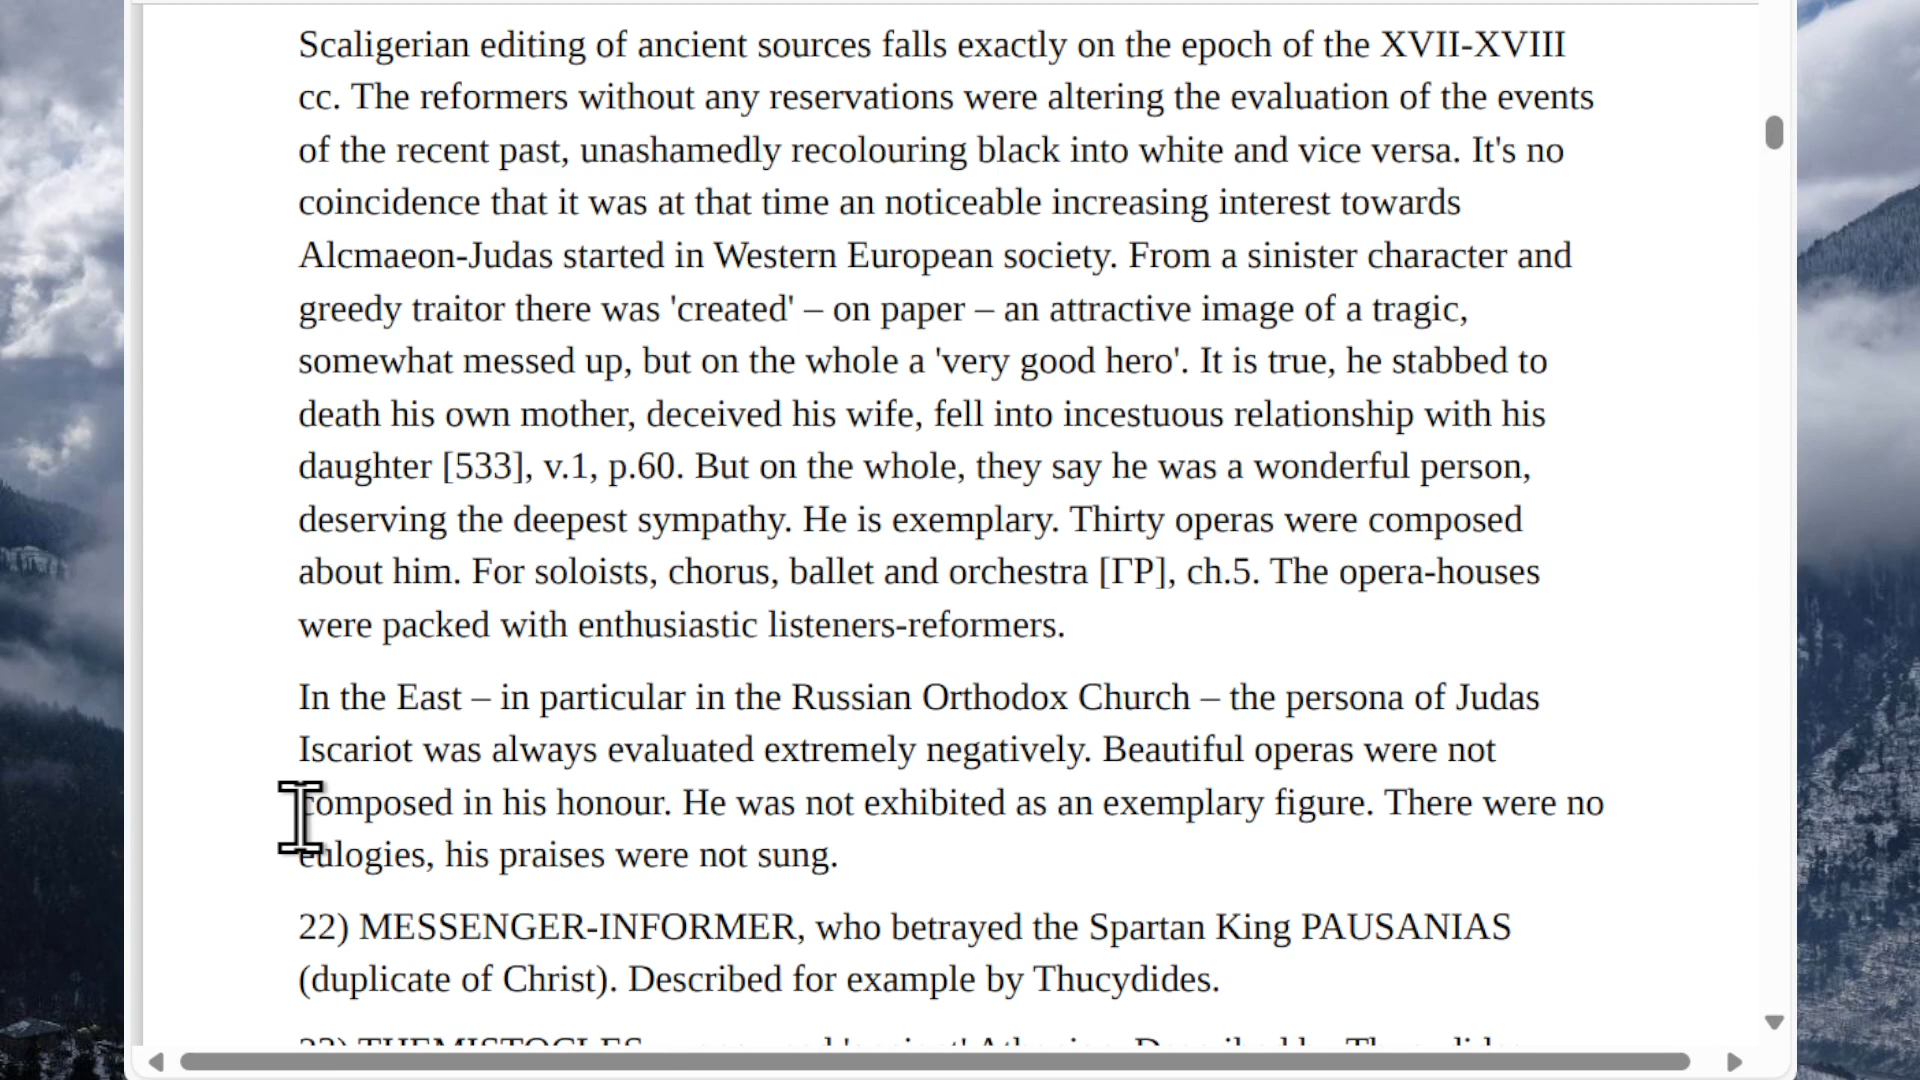 Scaligerian editing of ancient sources falls exactly on the epoch of the XVII-XVIII
cc. The reformers without any reservations were altering the evaluation of the events
of the recent past, unashamedly recolouring black into white and vice versa. It's no
coincidence that it was at that time an noticeable increasing interest towards
Alcmaeon-Judas started in Western European society. From a sinister character and
greedy traitor there was 'created' – on paper – an attractive image of a tragic,
somewhat messed up, but on the whole a 'very good hero'. It is true, he stabbed to
death his own mother, deceived his wife, fell into incestuous relationship with his
daughter [533], v.1, p.60. But on the whole, they say he was a wonderful person,
deserving the deepest sympathy. He is exemplary. Thirty operas were composed
about him. For soloists, chorus, ballet and orchestra [ГР], ch.5. The opera-houses
were packed with enthusiastic listeners-reformers.
In the East – in particular in the Russian Orthodox Church – the persona of Judas
Iscariot was always evaluated extremely negatively. Beautiful operas were not
composed in his honour. He was not exhibited as an exemplary figure. There were no
eulogies, his praises were not sung.
22) MESSENGER-INFORMER, who betrayed the Spartan King PAUSANIAS
(duplicate of Christ). Described for example by Thucydides.